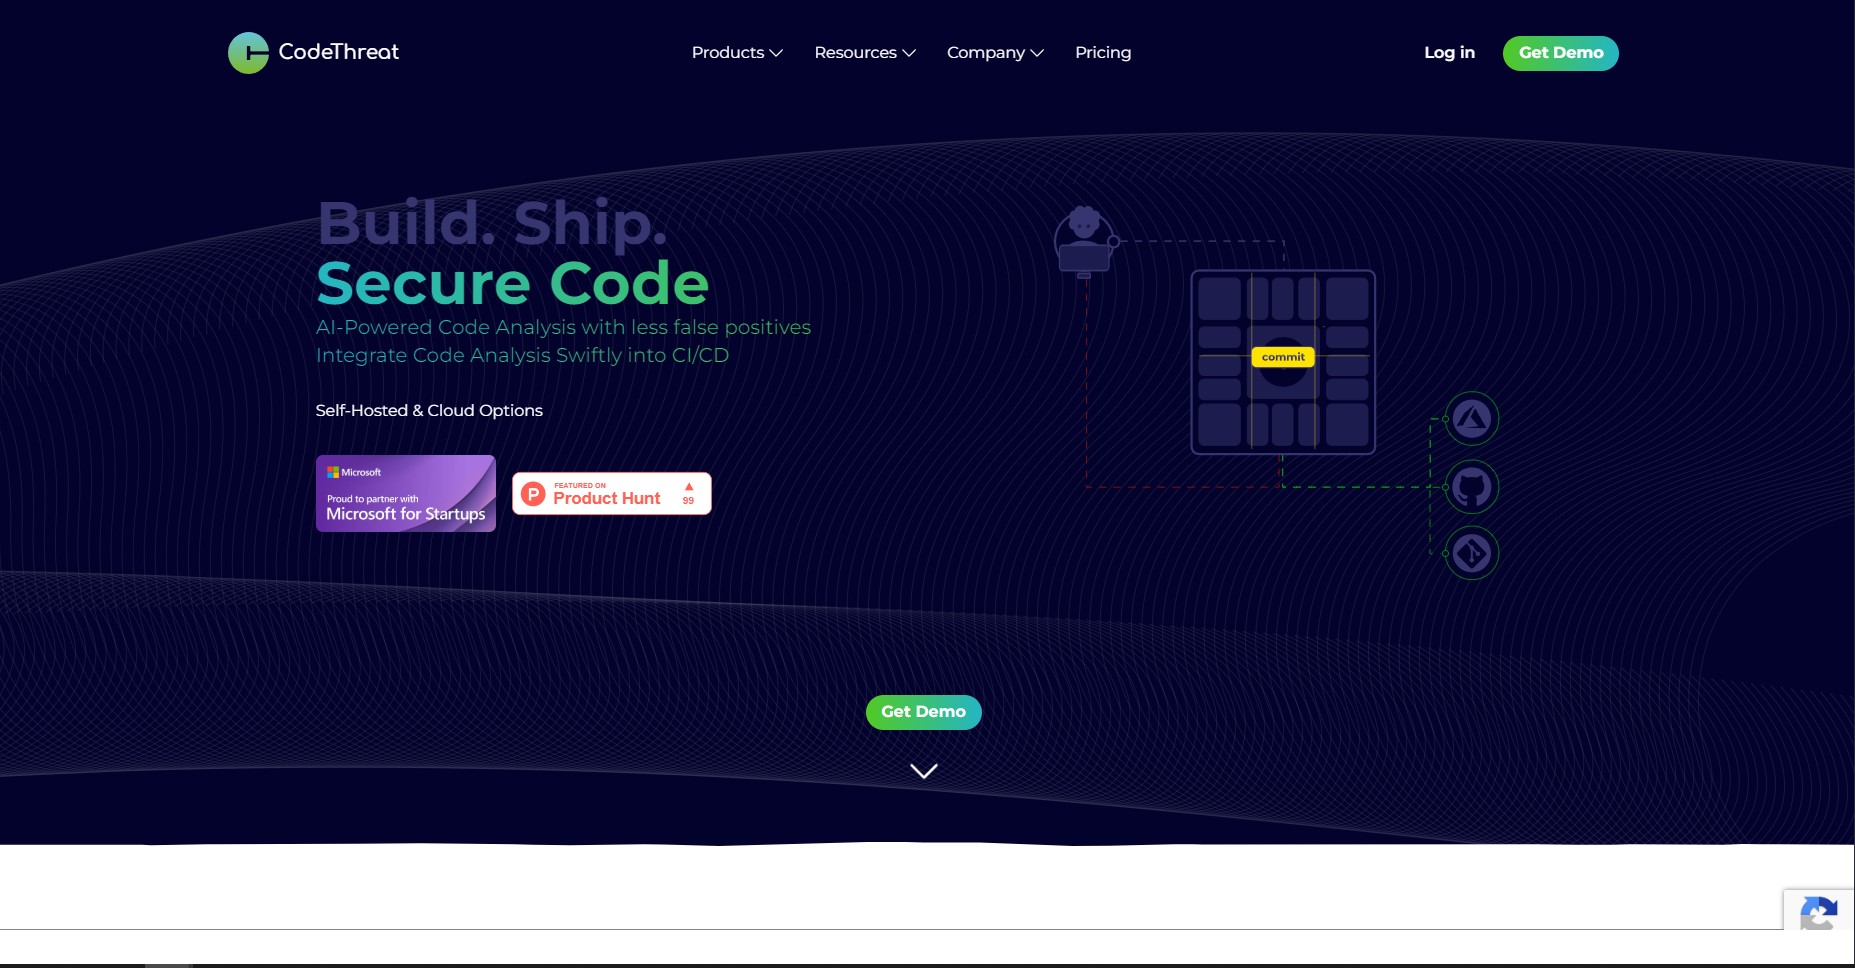 CodeThreat
Products
Resources
Company
Pricing
Log in
Get Demo
Build. Ship.
Secure Code
AI-Powered Code Analysis with less false positives
Integrate Code Analysis Swiftly into CI/CD
Self-Hosted & Cloud Options
Microsoft
Proud to partner with
Microsoft for Startups
P
FEATURED ON
Product Hunt
99
commit
Get Demo